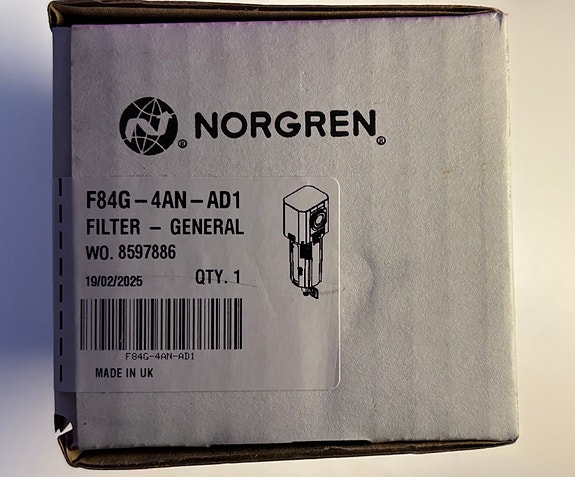 NORGREN®
F84G-4AN-AD1
FILTER - GENERAL
WO. 8597886
19/02/2025 QTY. 1
F84G-4AN-AD1
MADE IN UK